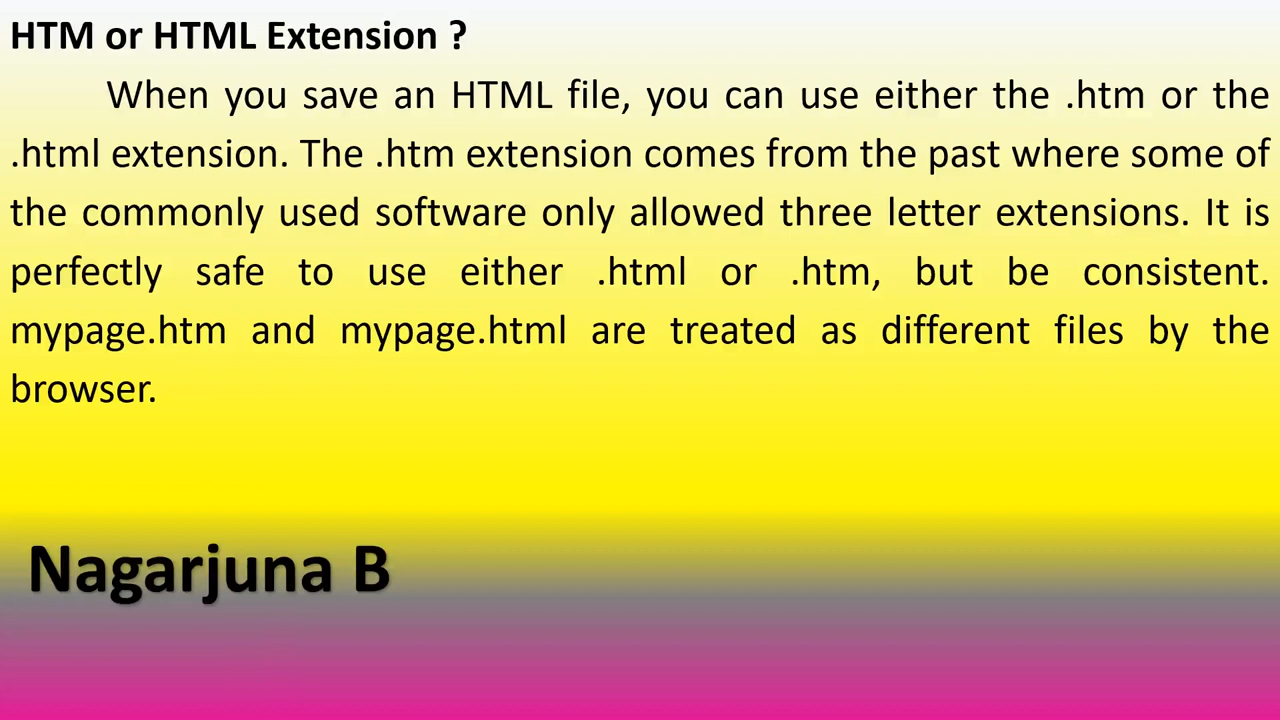 HTM or HTML Extension ?
When you save an HTML file, you can use either the .htm or the
.html extension. The .htm extension comes from the past where some of
the commonly used software only allowed three letter extensions. It is
perfectly safe to use either .html or .htm, but be consistent.
mypage.htm and mypage.html are treated as different files by the
browser.
Nagarjuna B